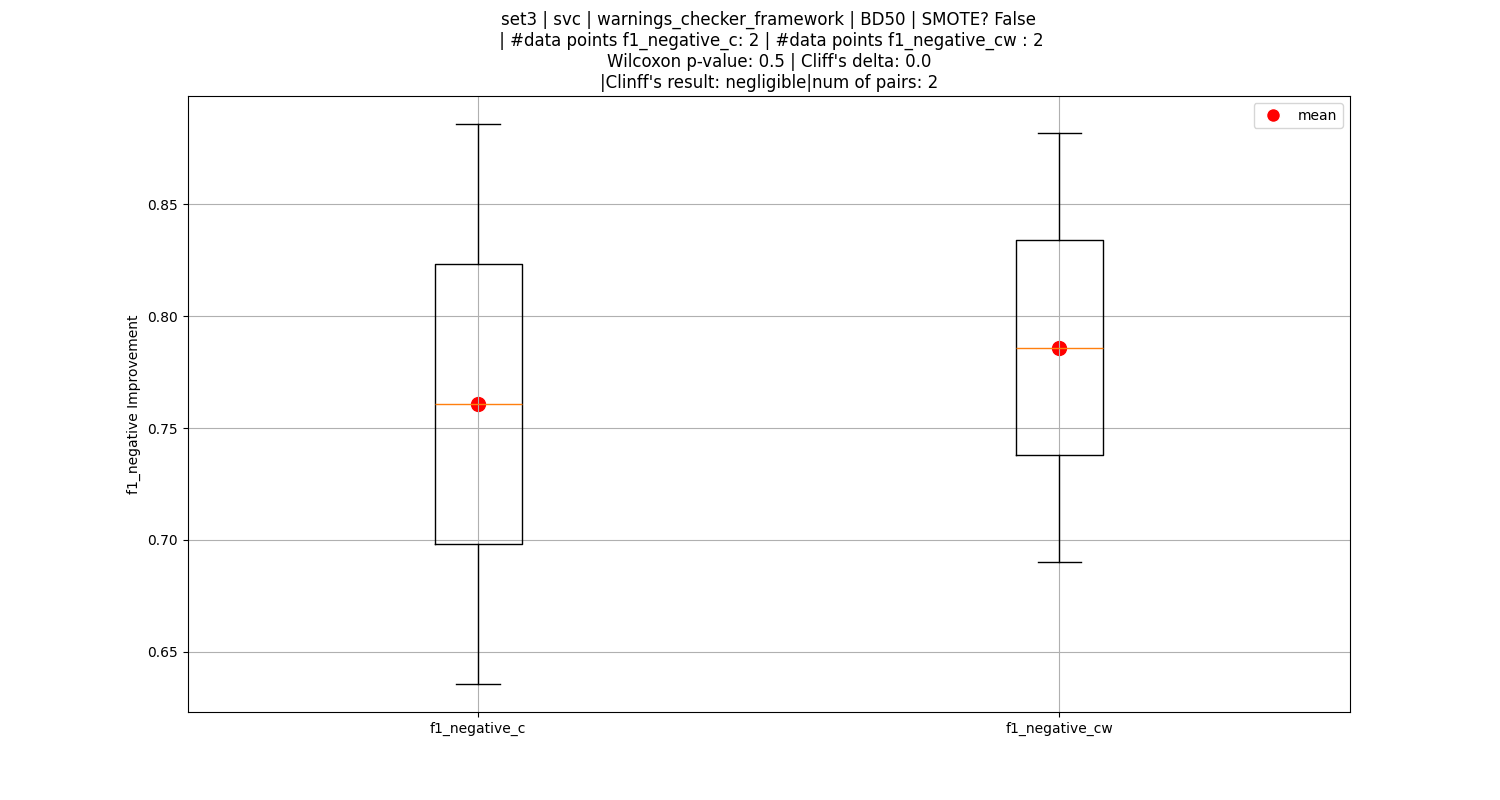 set3 | svc | warnings_checker_framework | BD50 | SMOTE? False
| #data points f1_negative_c: 2 | #data points f1_negative_cw : 2
Wilcoxon p-value: 0.5 | Cliff's delta: 0.0
|Clinff's result: negligible|num of pairs: 2
mean
0.85
0.80
0.75
0.70
0.65
f1_negative Improvement
f1_negative_c
f1_negative_cw